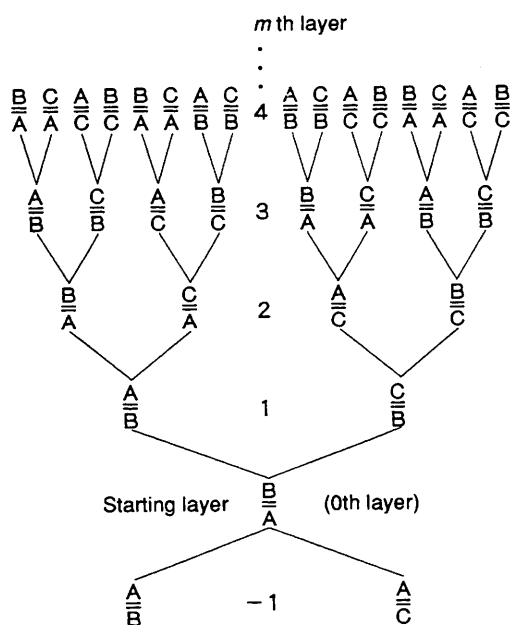 m th layer
B C A B B C A C A C A B B C A B
≡ ≡ ≡ ≡ ≡ ≡ ≡ ≡ 4 ≡ ≡ ≡ ≡ ≡ ≡ ≡ ≡
A A C C A A B B B B C C A A C C
A C A B B C A C
≡ ≡ ≡ ≡ 3 ≡ ≡ ≡ ≡
B B C C A A B B
B C A B
≡ ≡ 2 ≡ ≡
A A C C
A C
≡ 1 ≡
B B
B
Starting layer ≡ (0th layer)
A
A A
≡ −1 ≡
B C